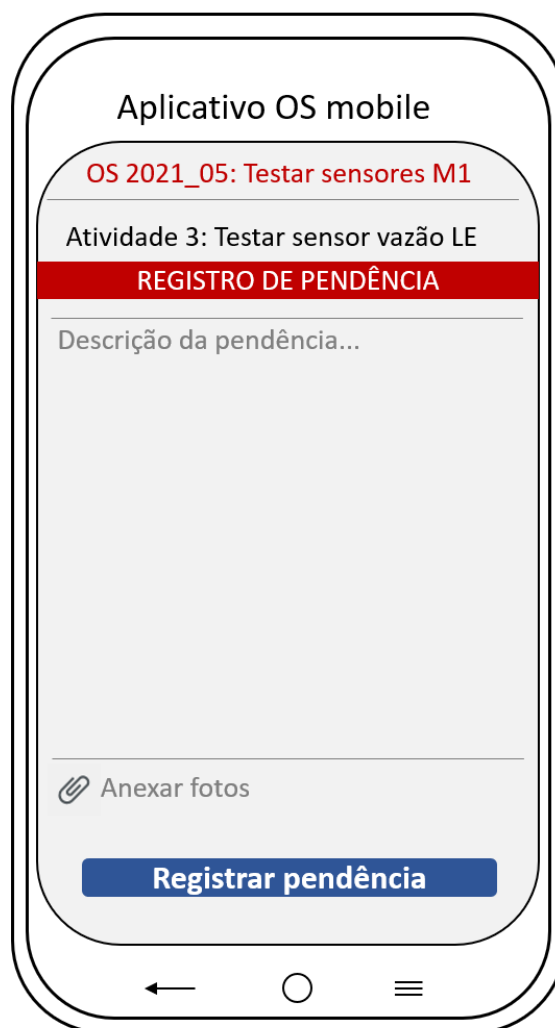 Aplicativo OS mobile
OS 2021_05: Testar sensores M1
Atividade 3: Testar sensor vazão LE
REGISTRO DE PENDÊNCIA
Descrição da pendência...
Anexar fotos
Registrar pendência